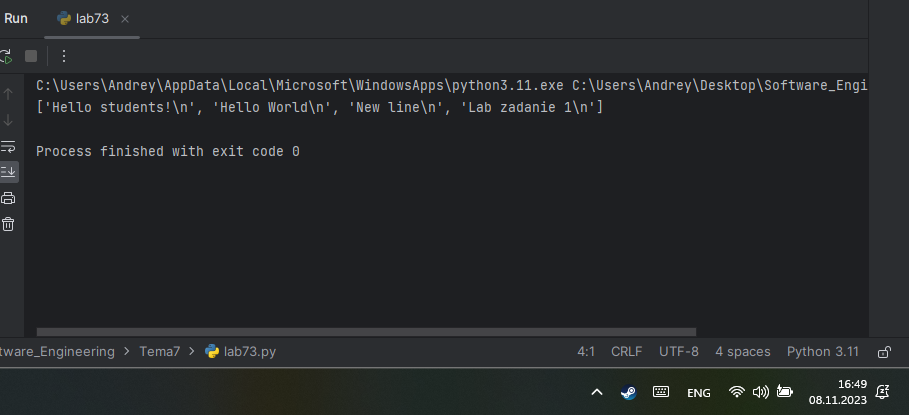 Run lab73
C:\Users\Andrey\AppData\Local\Microsoft\WindowsApps\python3.11.exe C:\Users\Andrey\Desktop\Software_Engi
['Hello students!\n', 'Hello World\n', 'New line\n', 'Lab zadanie 1\n']
Process finished with exit code 0
tware_Engineering > Tema7 > lab73.py 4:1 CRLF UTF-8 4 spaces Python 3.11
ENG 16:49
08.11.2023